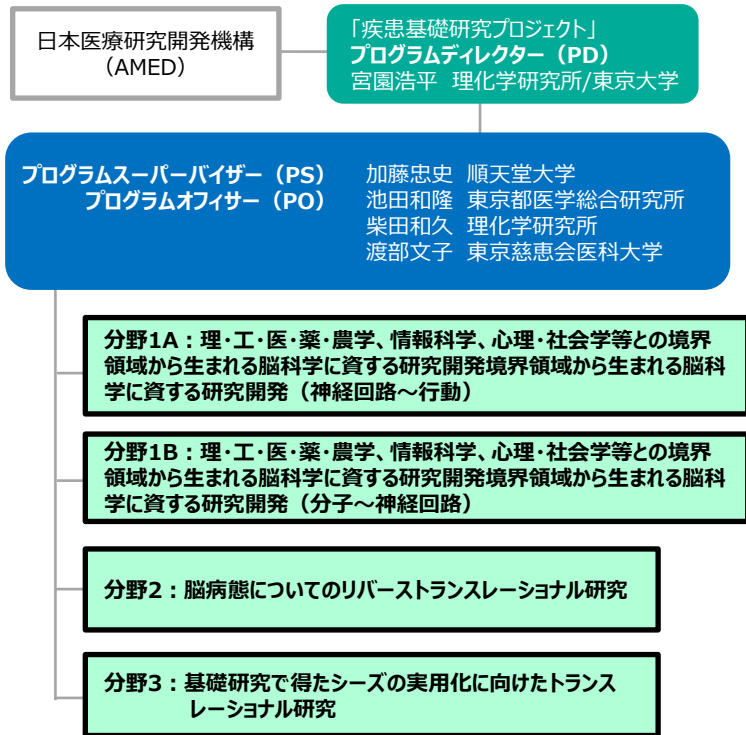 日本医療研究開発機構
（AMED）
「疾患基礎研究プロジェクト」
プログラムディレクター（PD）
宮園浩平 理化学研究所/東京大学
プログラムスーパーバイザー（PS） 加藤忠史 順天堂大学
プログラムオフィサー（PO） 池田和隆 東京都医学総合研究所
柴田和久 理化学研究所
渡部文子 東京慈恵会医科大学
分野1A：理・工・医・薬・農学、情報科学、心理・社会学等との境界
領域から生まれる脳科学に資する研究開発境界領域から生まれる脳科
学に資する研究開発（神経回路～行動）
分野1B：理・工・医・薬・農学、情報科学、心理・社会学等との境界
領域から生まれる脳科学に資する研究開発境界領域から生まれる脳科
学に資する研究開発（分子～神経回路）
分野2：脳病態についてのリバーストランスレーショナル研究
分野3：基礎研究で得たシーズの実用化に向けたトランス
レーショナル研究